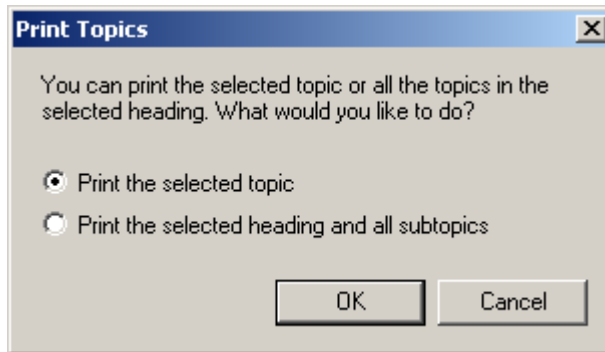 Print Topics
You can print the selected topic or all the topics in the
selected heading. What would you like to do?
Print the selected topic
Print the selected heading and all subtopics
OK Cancel